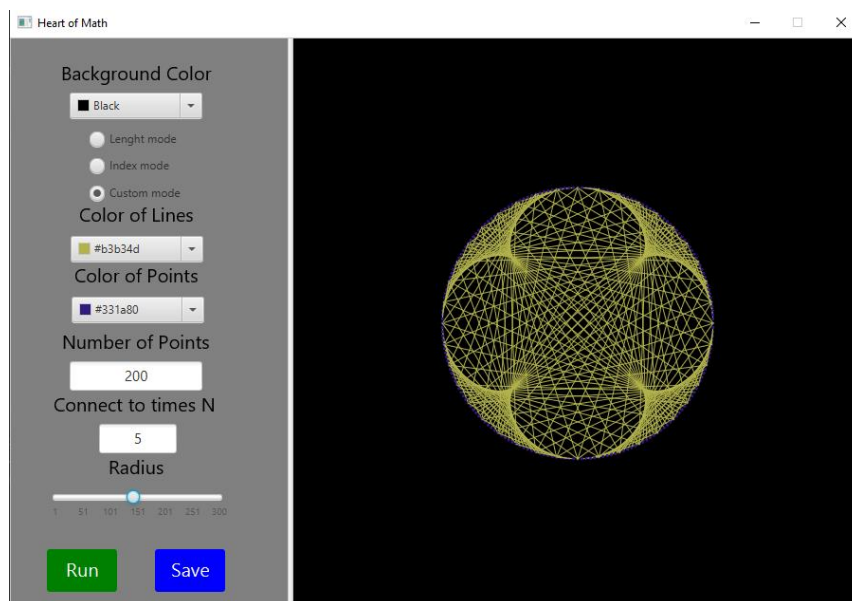 Heart of Math
Background Color
Black
Lenght mode
Index mode
Custom mode
Color of Lines
#b3b34d
Color of Points
#331a80
Number of Points
200
Connect to times N
5
Radius
1 51 101 151 201 251 300
Run Save